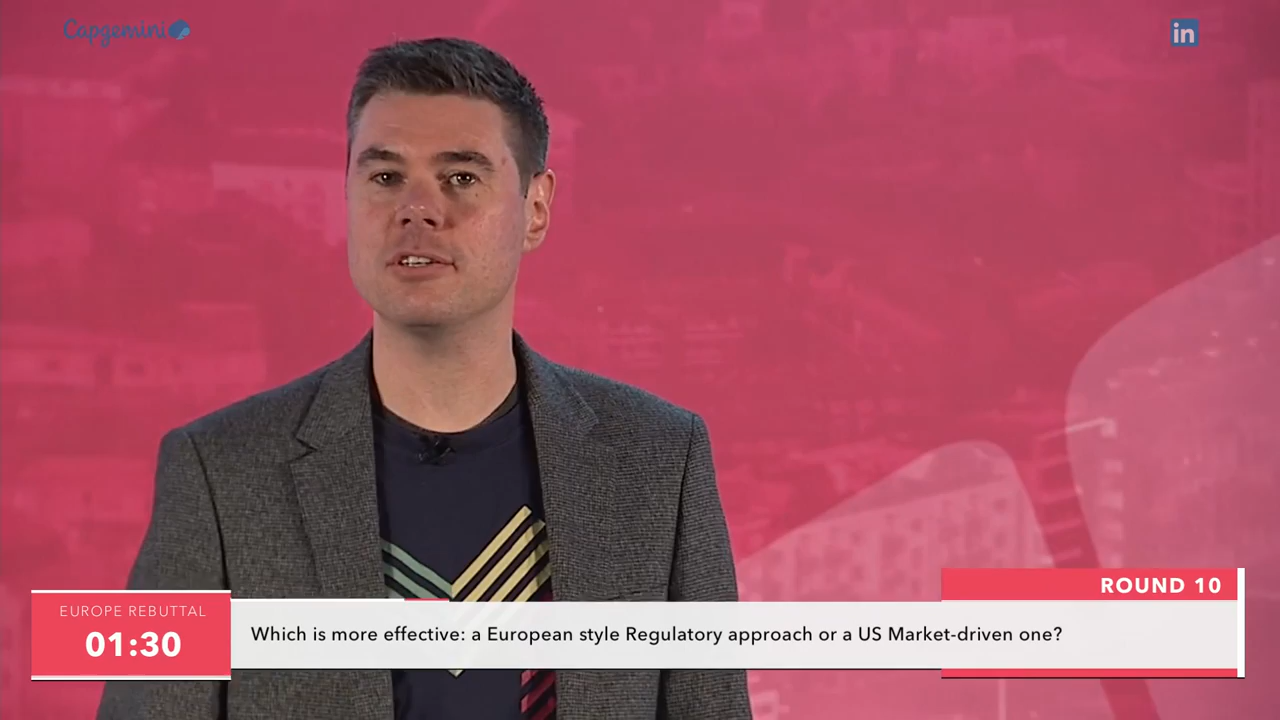 Capgemini
in
ROUND 10
EUROPE REBUTTAL
01:30
Which is more effective: a European style Regulatory approach or a US Market-driven one?